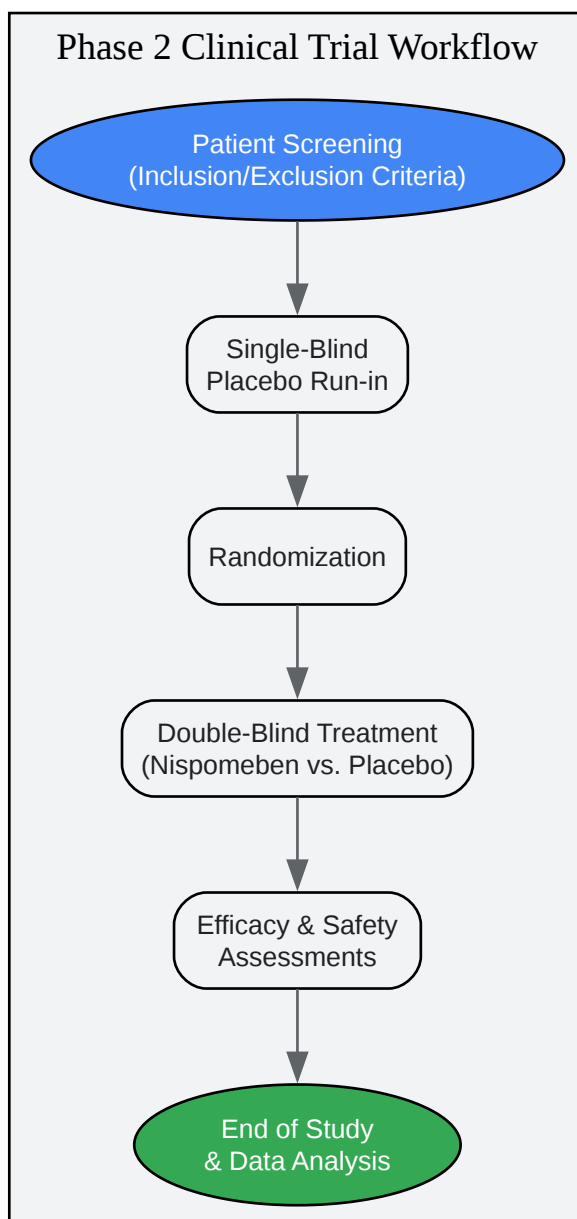 Phase 2 Clinical Trial Workflow
Patient Screening
(Inclusion/Exclusion Criteria)
Single-Blind
Placebo Run-in
Randomization
Double-Blind Treatment
(Nispomeben vs. Placebo)
Efficacy & Safety
Assessments
End of Study
& Data Analysis